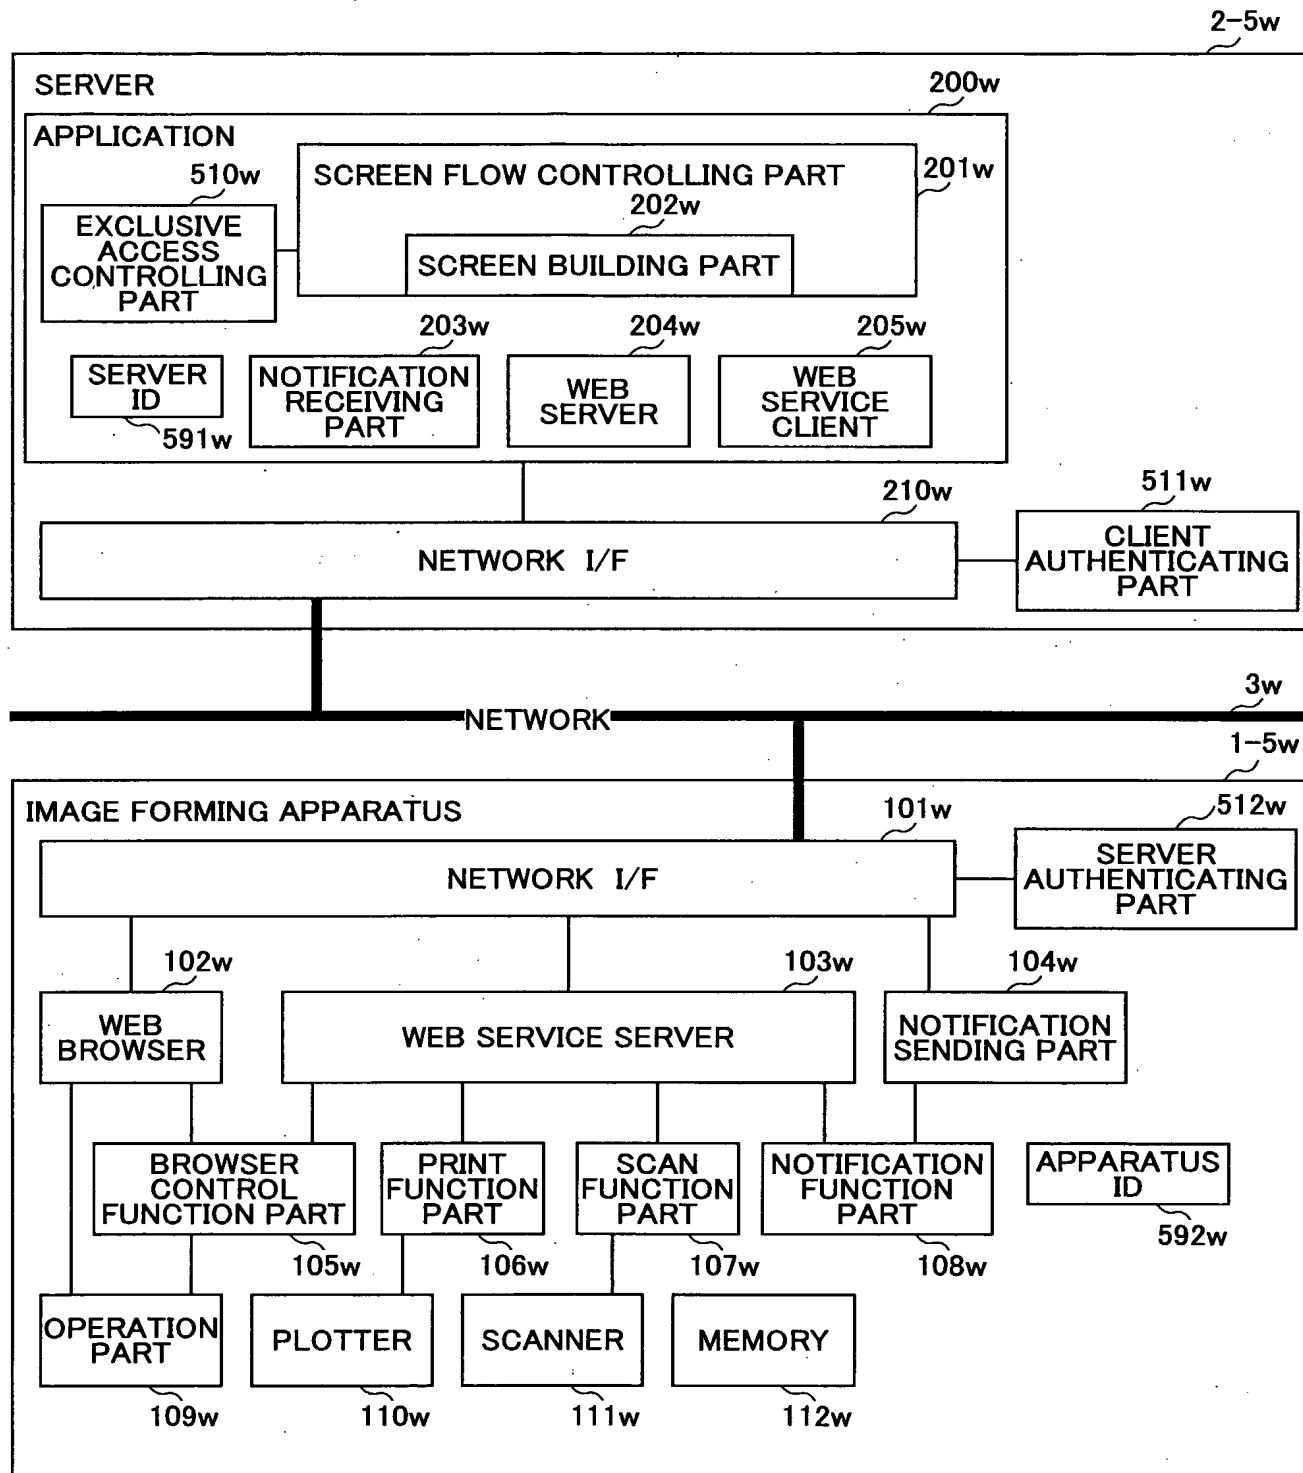 2-5w
SERVER
200w
APPLICATION
510w
SCREEN FLOW CONTROLLING PART
201w
202w
EXCLUSIVE
ACCESS
CONTROLLING
PART
SCREEN BUILDING PART
203w
204w
205w
SERVER
ID
591w
NOTIFICATION
RECEIVING
PART
WEB
SERVER
WEB
SERVICE
CLIENT
210w
511w
NETWORK I/F
CLIENT
AUTHENTICATING
PART
3w
NETWORK
1-5w
IMAGE FORMING APPARATUS
101w
512w
NETWORK I/F
SERVER
AUTHENTICATING
PART
102w
103w
104w
WEB
BROWSER
WEB SERVICE SERVER
NOTIFICATION
SENDING PART
BROWSER
CONTROL
FUNCTION PART
PRINT
FUNCTION
PART
SCAN
FUNCTION
PART
NOTIFICATION
FUNCTION
PART
APPARATUS
ID
105w
106w
107w
108w
592w
OPERATION
PART
PLOTTER
SCANNER
MEMORY
109w
110w
111w
112w